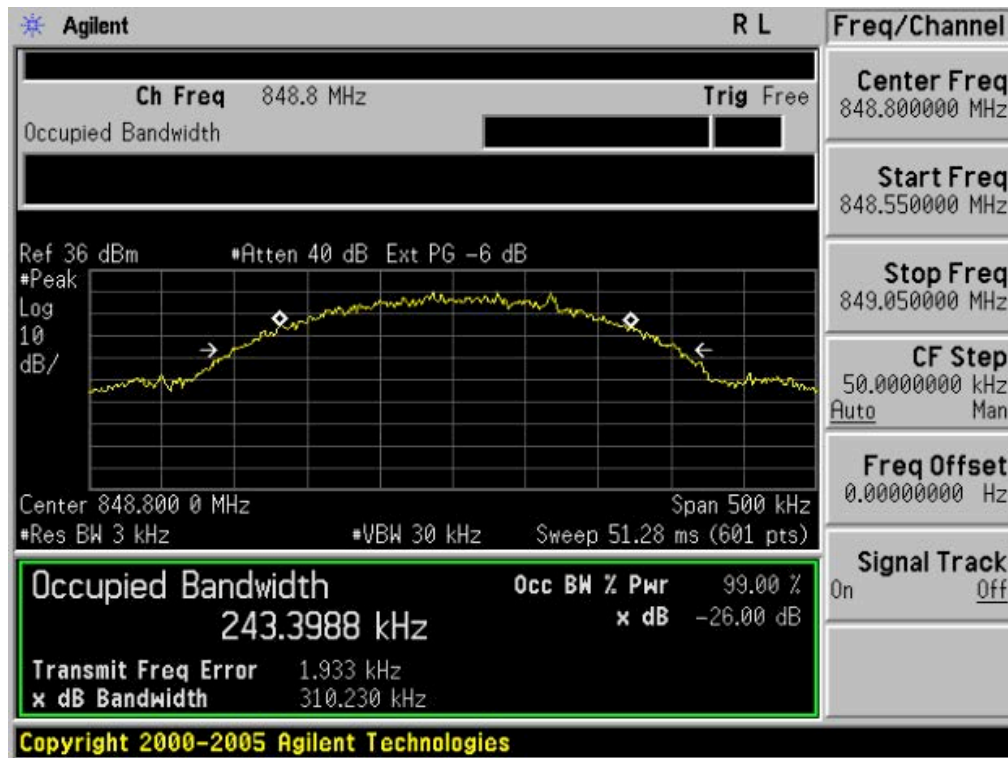 Agilent R L
Ch Freq 848.8 MHz Trig Free
Occupied Bandwidth
Ref 36 dBm #Atten 40 dB Ext PG -6 dB
#Peak
Log
10
dB/
Center 848.800 0 MHz Span 500 kHz
#Res BW 3 kHz #VBW 30 kHz Sweep 51.28 ms (601 pts)
Occupied Bandwidth
243.3988 kHz
Occ BW % Pwr 99.00 %
x dB -26.00 dB
Transmit Freq Error 1.933 kHz
x dB Bandwidth 310.230 kHz
Copyright 2000-2005 Agilent Technologies
Freq/Channel
Center Freq
848.800000 MHz
Start Freq
848.550000 MHz
Stop Freq
849.050000 MHz
CF Step
50.0000000 kHz
Auto Man
Freq Offset
0.00000000 Hz
Signal Track
On Off